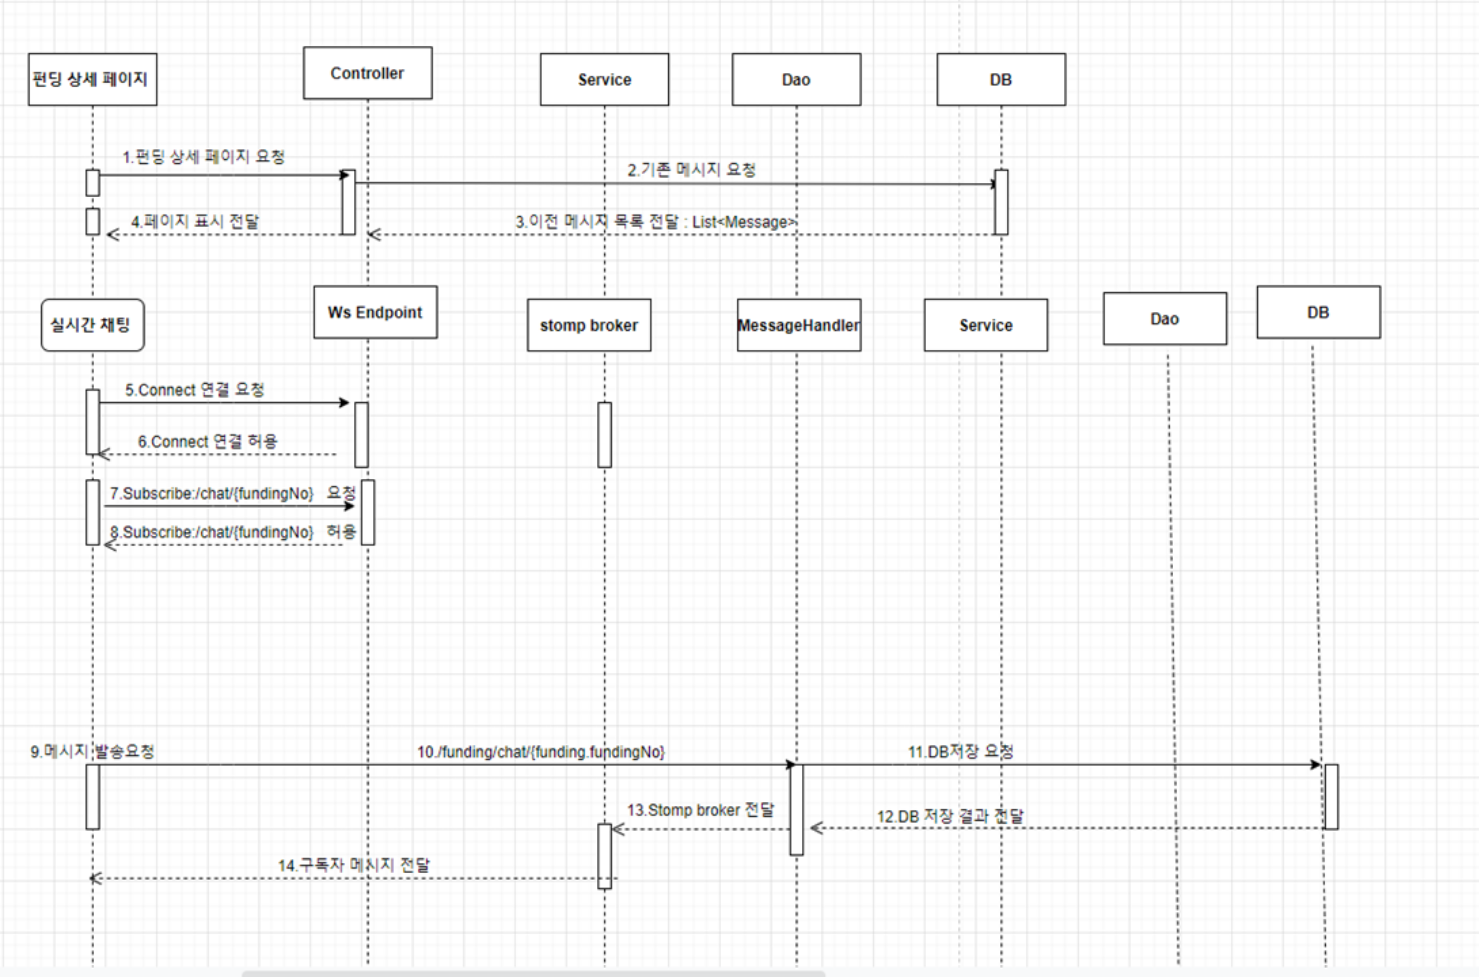 펀딩 상세 페이지
Controller
Service
Dao
DB
1.펀딩 상세 페이지 요청
2.기존 메시지 요청
4.페이지 표시 전달
3.이전 메시지 목록 전달 : List<Message>
실시간 채팅
Ws Endpoint
stomp broker
MessageHandler
Service
Dao
DB
5.Connect 연결 요청
6.Connect 연결 허용
7.Subscribe:/chat/{fundingNo} 요청
8.Subscribe:/chat/{fundingNo} 허용
9.메시지 발송요청
10./funding/chat/{funding.fundingNo}
11.DB저장 요청
13.Stomp broker 전달
12.DB 저장 결과 전달
14.구독자 메시지 전달